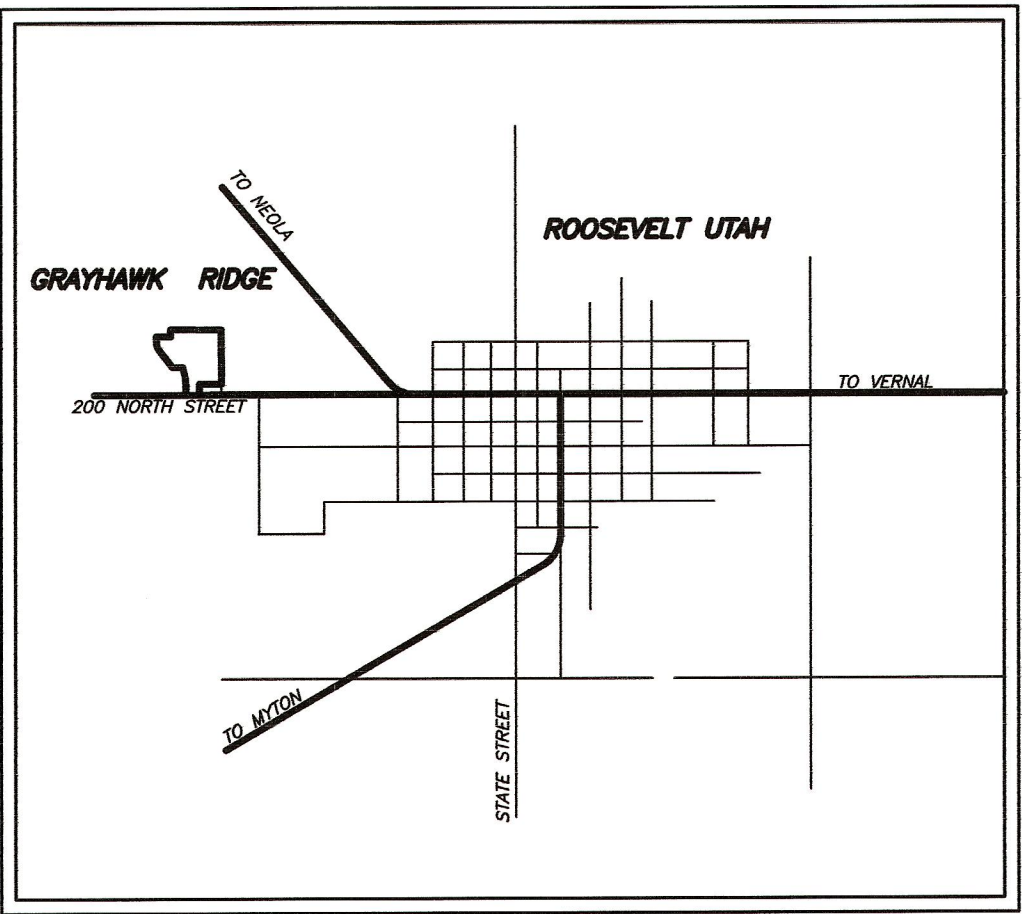 TO NEOLA
ROOSEVELT UTAH
GRAYHAWK RIDGE
TO VERNAL
200 NORTH STREET
TO MYTON
STATE STREET